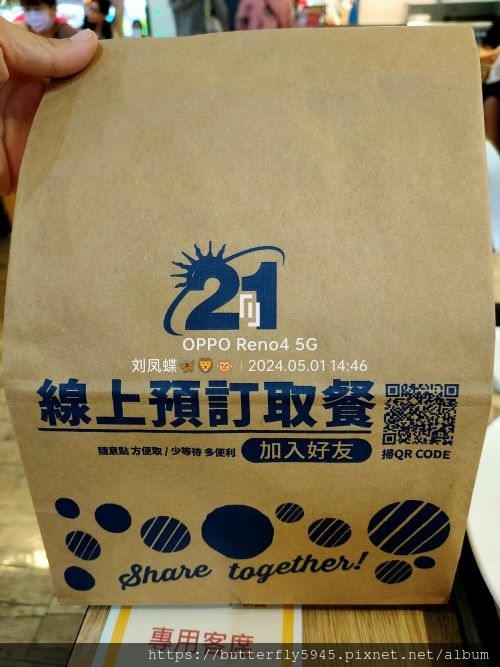 21
OPPO Reno4 5G
刘凤蝶🦋🦁🐵 | 2024.05.01 14:46
線上預訂取餐
隨意點 方便取 / 少等待 多便利
加入好友
掃QR CODE
Share together!
專用客席
https://butterfly5945.pixnet.net/album